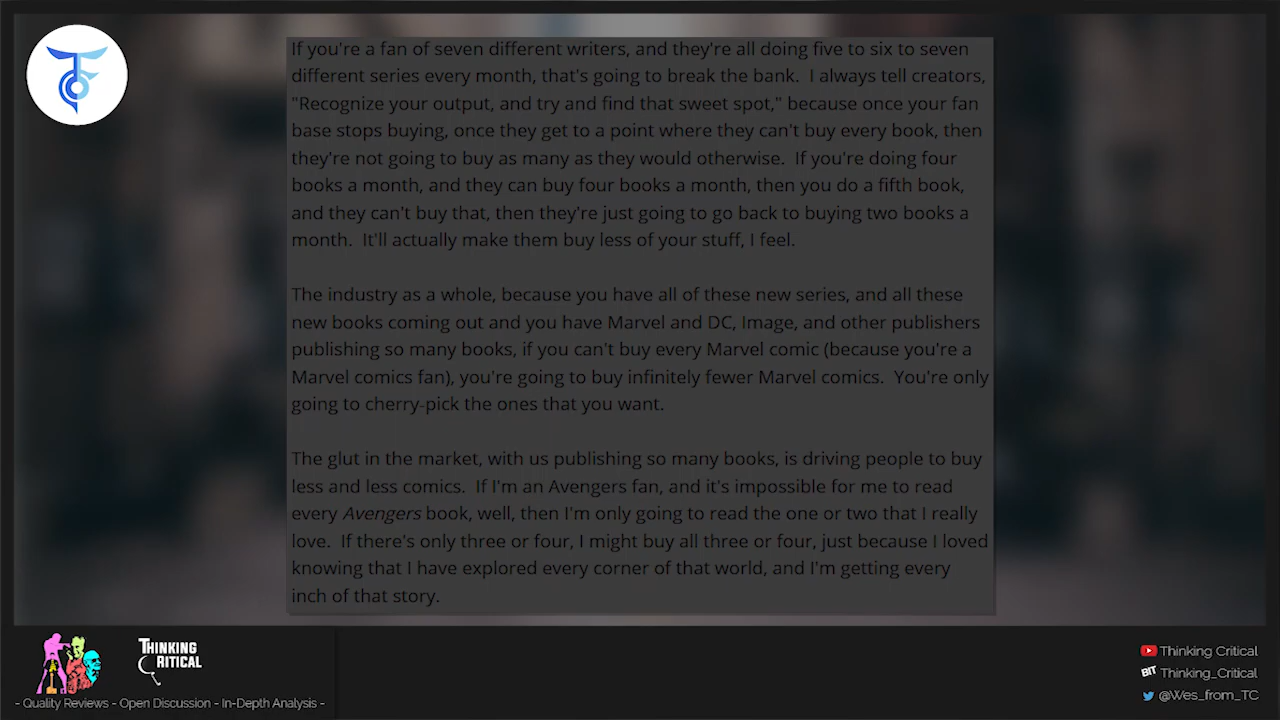 If you're a fan of seven different writers, and they're all doing five to six to seven
different series every month, that's going to break the bank.  I always tell creators,
"Recognize your output, and try and find that sweet spot," because once your fan
base stops buying, once they get to a point where they can't buy every book, then
they're not going to buy as many as they would otherwise.  If you're doing four
books a month, and they can buy four books a month, then you do a fifth book,
and they can't buy that, then they're just going to go back to buying two books a
month.  It'll actually make them buy less of your stuff, I feel.
The industry as a whole, because you have all of these new series, and all these
new books coming out and you have Marvel and DC, Image, and other publishers
publishing so many books, if you can't buy every Marvel comic (because you're a
Marvel comics fan), you're going to buy infinitely fewer Marvel comics.  You're only
going to cherry-pick the ones that you want.
The glut in the market, with us publishing so many books, is driving people to buy
less and less comics.  If I'm an Avengers fan, and it's impossible for me to read
every Avengers book, well, then I'm only going to read the one or two that I really
love.  If there's only three or four, I might buy all three or four, just because I loved
knowing that I have explored every corner of that world, and I'm getting every
inch of that story.
THINKING
CRITICAL
- Quality Reviews - Open Discussion - In-Depth Analysis -
Thinking Critical
BIT Thinking_Critical
@Wes_from_TC